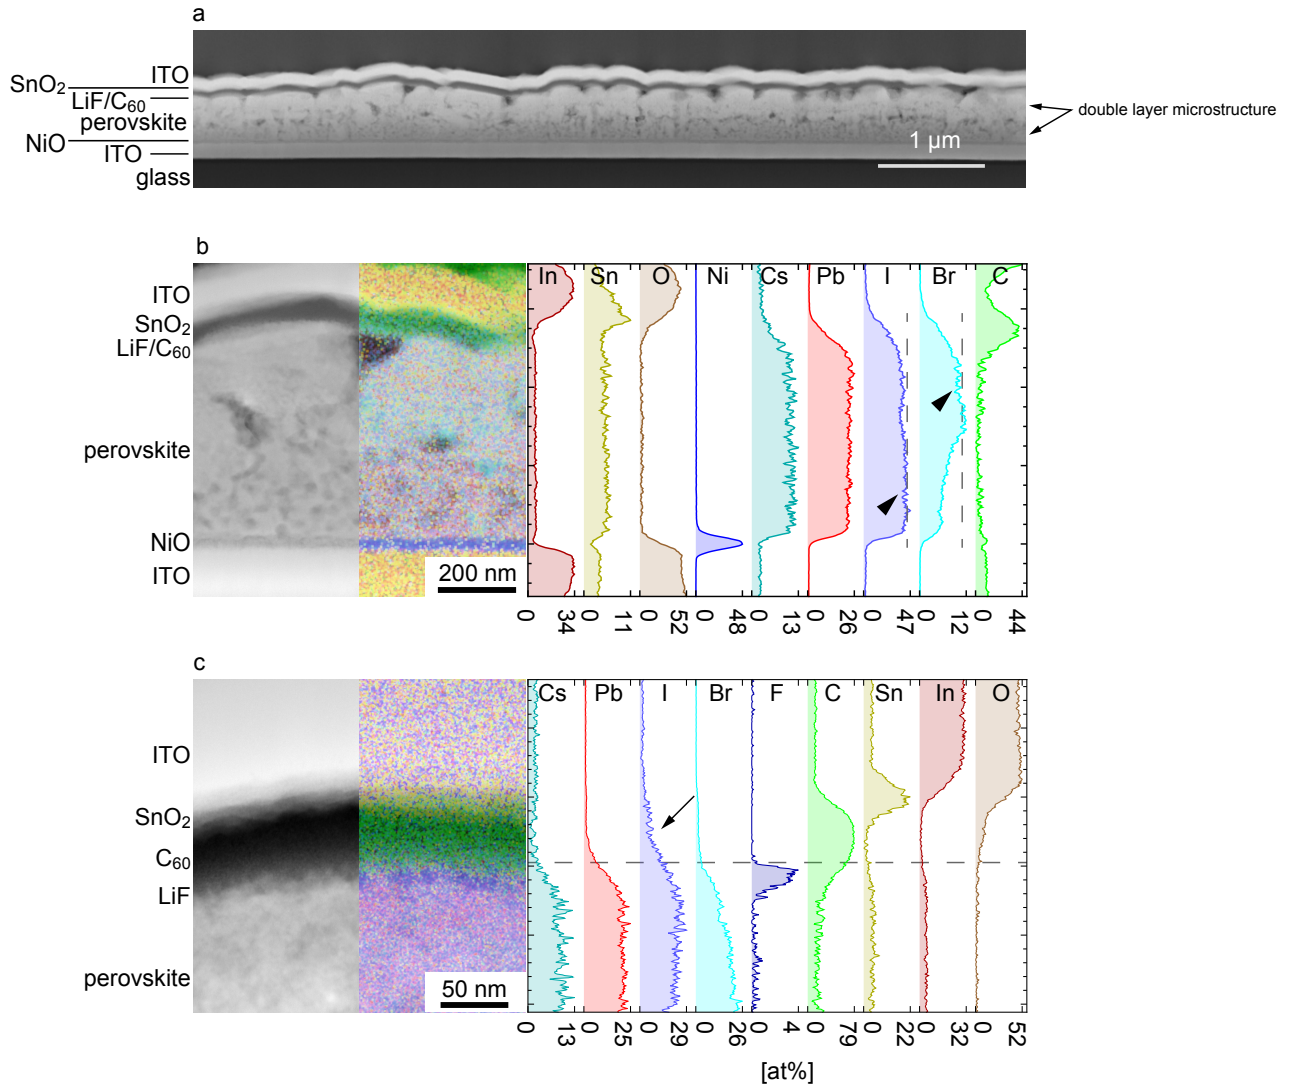 a
ITO
SnO₂
LiF/C₆₀
perovskite
NiO
ITO
glass
double layer microstructure
1 µm
b
ITO
SnO₂
LiF/C₆₀
perovskite
NiO
ITO
200 nm
In Sn O Ni Cs Pb I Br C
0 34 0 11 0 52 0 48 0 13 0 26 0 47 0 12 0 44
c
ITO
SnO₂
C₆₀
LiF
perovskite
50 nm
Cs Pb I Br F C Sn In O
0 13 0 25 0 29 0 26 0 4 0 79 0 22 0 32 0 52
[at%]